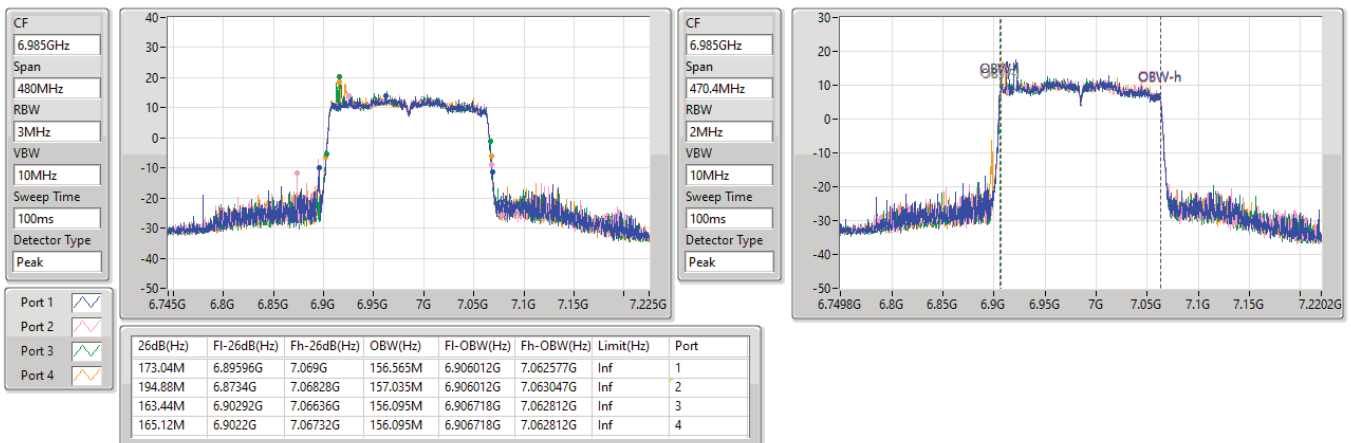 CF
6.985GHz
Span
480MHz
RBW
3MHz
VBW
10MHz
Sweep Time
100ms
Detector Type
Peak
40-
30-
20-
10-
0-
-10-
-20-
-30-
-40-
-50-
6.745G 6.8G 6.85G 6.9G 6.95G 7G 7.05G 7.1G 7.15G 7.225G
CF
6.985GHz
Span
470.4MHz
RBW
2MHz
VBW
10MHz
Sweep Time
100ms
Detector Type
Peak
30-
20-
10-
0-
-10-
-20-
-30-
-40-
-50-
OBW-h
6.7498G 6.8G 6.85G 6.9G 6.95G 7G 7.05G 7.1G 7.15G 7.2202G
Port 1
Port 2
Port 3
Port 4
26dB(Hz) Fl-26dB(Hz) Fh-26dB(Hz) OBW(Hz) Fl-OBW(Hz) Fh-OBW(Hz) Limit(Hz) Port
173.04M 6.89596G 7.069G 156.565M 6.906012G 7.062577G Inf 1
194.88M 6.8734G 7.06828G 157.035M 6.906012G 7.063047G Inf 2
163.44M 6.90292G 7.06636G 156.095M 6.906718G 7.062812G Inf 3
165.12M 6.9022G 7.06732G 156.095M 6.906718G 7.062812G Inf 4